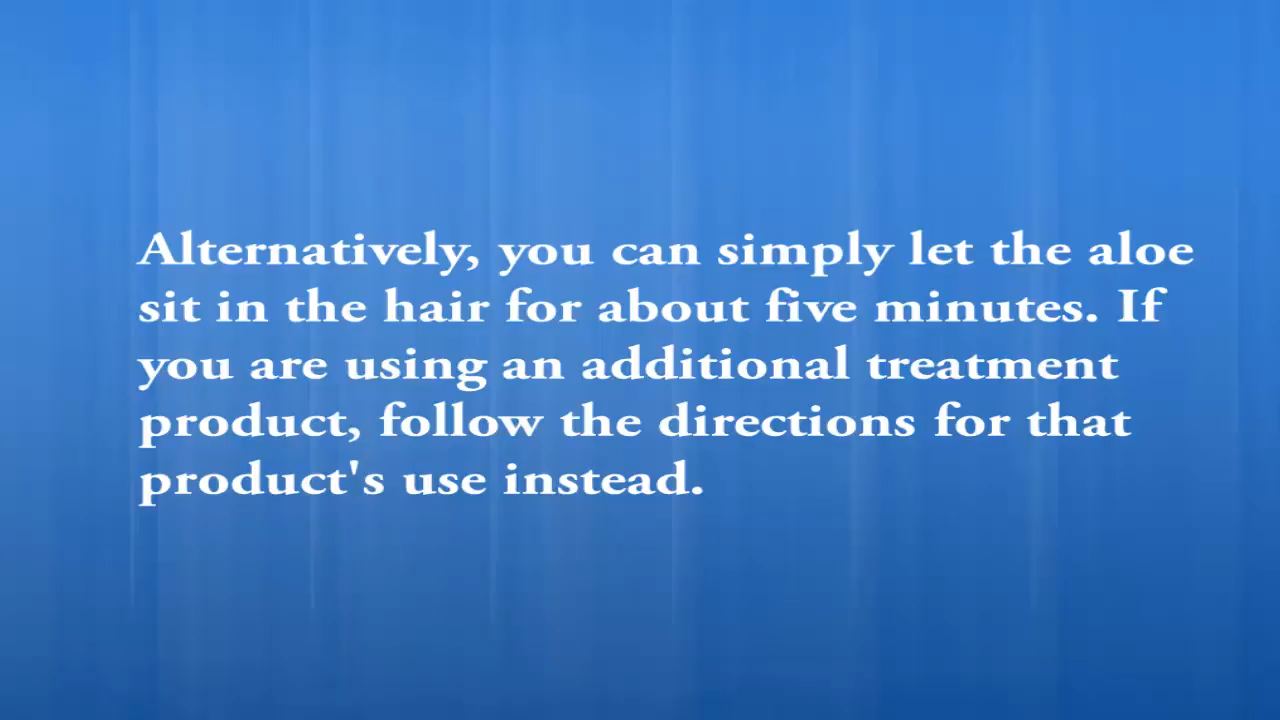 Alternatively, you can simply let the aloe
sit in the hair for about five minutes. If
you are using an additional treatment
product, follow the directions for that
product's use instead.